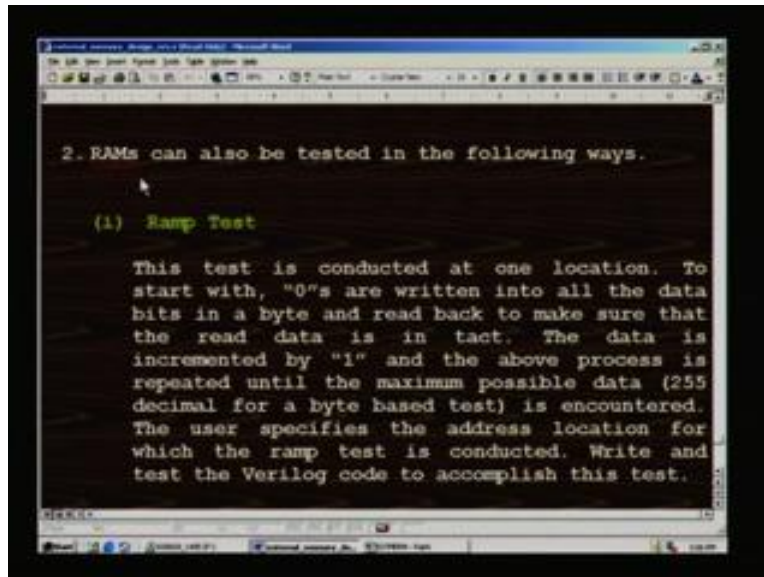 2. RAMs can also be tested in the following ways.
(i) Ramp Test
This test is conducted at one location. To
start with, "0"s are written into all the data
bits in a byte and read back to make sure that
the read data is in tact. The data is
incremented by "1" and the above process is
repeated until the maximum possible data (255
decimal for a byte based test) is encountered.
The user specifies the address location for
which the ramp test is conducted. Write and
test the Verilog code to accomplish this test.